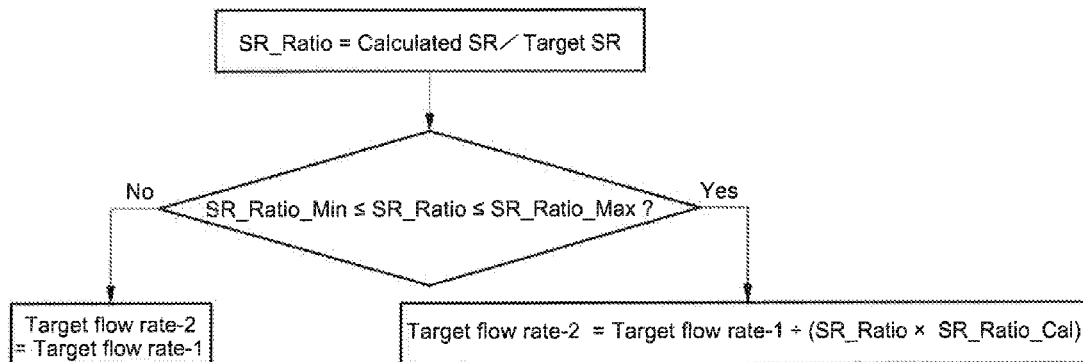 SR_Ratio = Calculated SR／Target SR
No
Yes
SR_Ratio_Min ≤ SR_Ratio ≤ SR_Ratio_Max ?
Target flow rate-2
= Target flow rate-1
Target flow rate-2 = Target flow rate-1 ÷ (SR_Ratio × SR_Ratio_Cal)